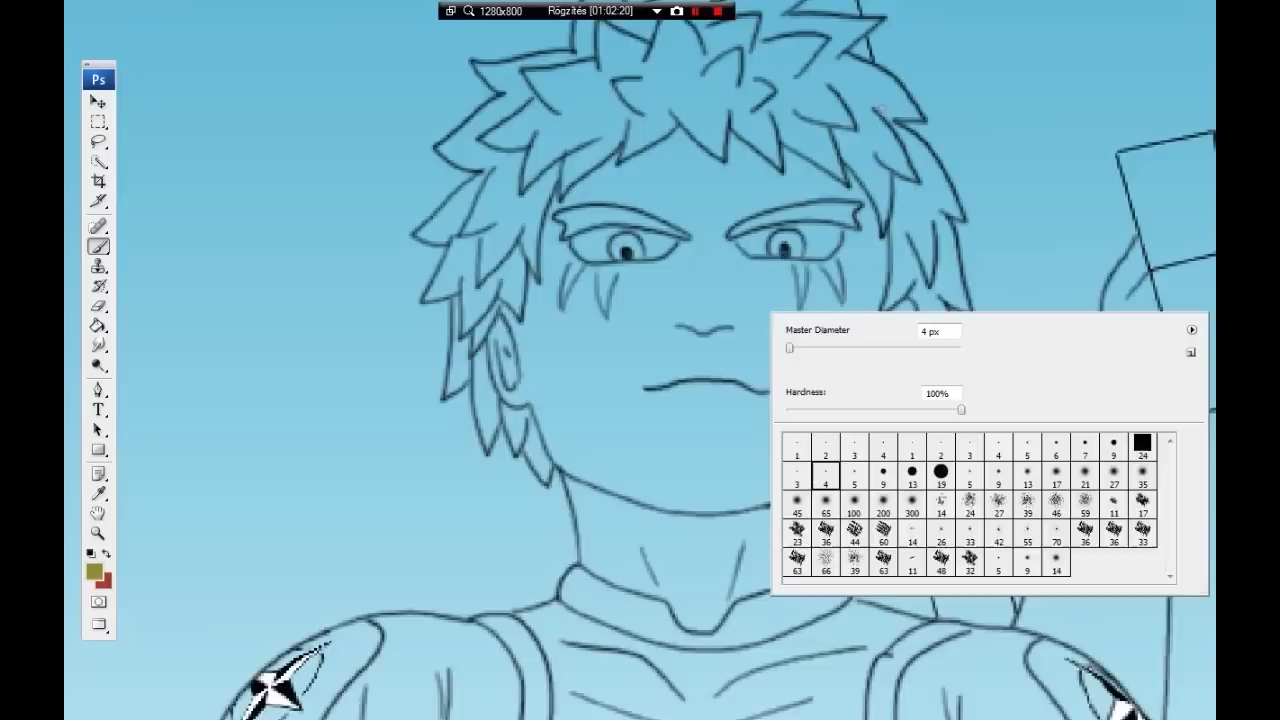 1280x800 Rögzítés [01:02:20]
Ps
T
Master Diameter 4 px
Hardness: 100%
1 2 3 4 1 2 3 4 5 6 7 9 24
3 4 5 9 13 19 5 9 13 17 21 27 35
45 65 100 200 300 14 24 27 39 46 59 11 17
23 36 44 60 14 26 33 42 55 70 36 36 33
63 66 39 63 11 48 32 5 9 14